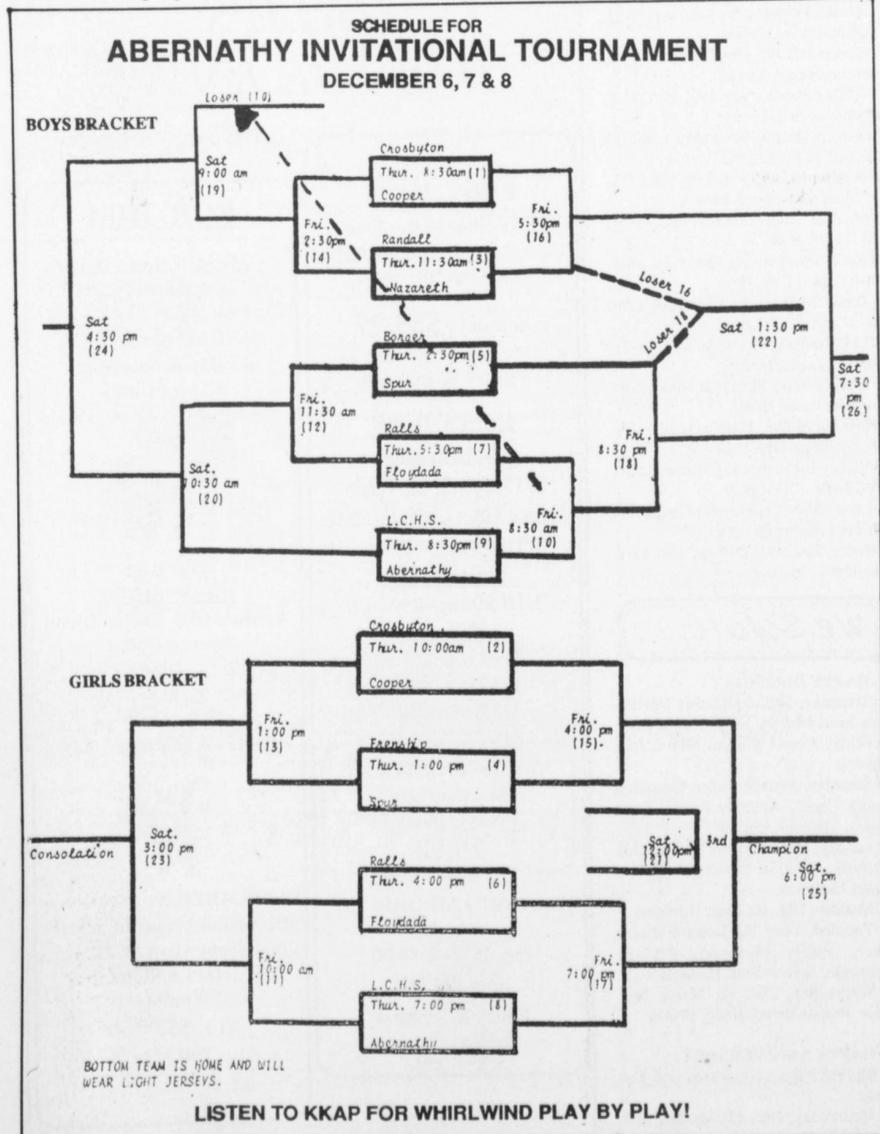 SCHEDULE FOR
ABERNATHY INVITATIONAL TOURNAMENT
DECEMBER 6, 7 & 8
BOYS BRACKET
Loser (10)
Sat
9:00 am
(19)
Crosbyton
Thur. 8:30am (1)
Cooper
Fri.
2:30pm
(14)
Randall
Thur. 11:30am (3)
Nazareth
Fri.
5:30pm
(16)
Loser 16
Loser 18
Sat 1:30 pm
(22)
Sat
4:30 pm
(24)
Borger
Thur. 2:30pm (5)
Spur
Fri.
11:30 am
(12)
Sat
7:30
pm
(26)
Ralls
Thur. 5:30pm (7)
Floydada
Fri.
8:30 pm
(18)
Sat.
10:30 am
(20)
L.C.H.S.
Thur. 8:30pm (9)
Abernathy
Fri.
8:30 am
(10)
GIRLS BRACKET
Crosbyton
Thur. 10:00am (2)
Cooper
Fri.
1:00 pm
(13)
Frenship
Thur. 1:00 pm (4)
Spur
Fri.
4:00 pm
(15).
Consolation
Sat.
3:00 pm
(23)
Sat.
12:00pm
(21)
3rd
Champion
Sat.
6:00 pm
(25)
Ralls
Thur. 4:00 pm (6)
Floydada
Fri.
10:00 am
(11)
L.C.H.S.
Thur. 7:00 pm (8)
Abernathy
Fri.
7:00 pm
(17)
BOTTOM TEAM IS HOME AND WILL
WEAR LIGHT JERSEYS.
LISTEN TO KKAP FOR WHIRLWIND PLAY BY PLAY!